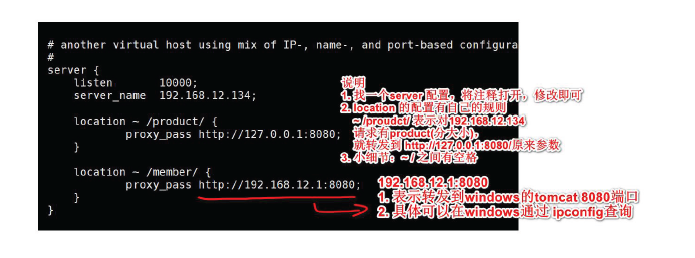 # another virtual host using mix of IP-, name-, and port-based configura
#
server {
listen 10000;
server_name 192.168.12.134;
location ~ /product/ {
proxy_pass http://127.0.0.1:8080;
}
location ~ /member/ {
proxy_pass http://192.168.12.1:8080;
}
}
说明
1. 找一个server 配置，将注释打开，修改即可
2. location 的配置有自己的规则
~ /proudct/ 表示对192.168.12.134
请求有product(分大小)，
就转发到 http://127.0.0.1:8080/原来参数
3. 小细节：~ / 之间有空格
192.168.12.1:8080
1. 表示转发到windows的tomcat 8080端口
2. 具体可以在windows通过 ipconfig查询